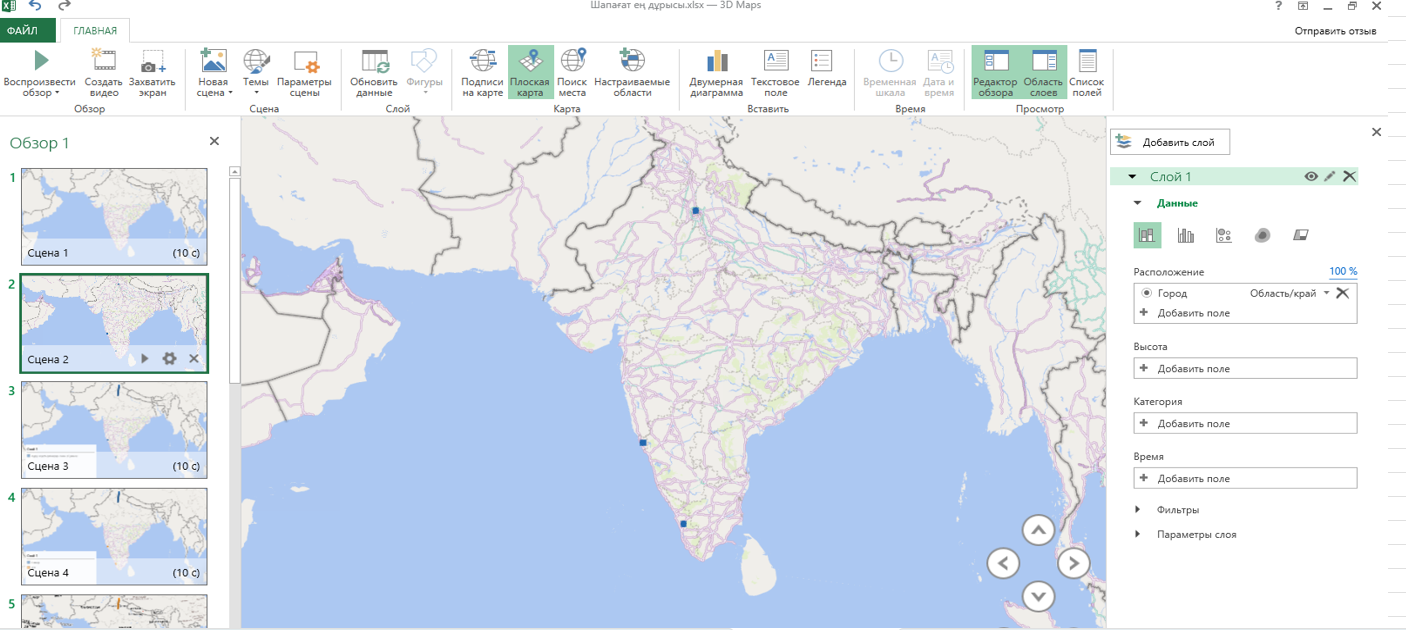 Шапағат ең дұрысы.xlsx — 3D Maps
?
ФАЙЛ
ГЛАВНАЯ
Отправить отзыв
Воспроизвести обзор
Создать видео
Захватить экран
Обзор
Новая сцена
Темы
Параметры сцены
Сцена
Обновить данные
Фигуры
Слой
Подписи на карте
Плоская карта
Поиск места
Настраиваемые области
Карта
Двумерная диаграмма
Текстовое поле
Легенда
Вставить
Временная шкала
Дата и время
Время
Редактор обзора
Область слоев
Список полей
Просмотр
Обзор 1
1
Сцена 1 (10 с)
2
Сцена 2
3
Сцена 3 (10 с)
4
Сцена 4 (10 с)
5
Добавить слой
Слой 1
Данные
Расположение 100 %
Город Область/край
Добавить поле
Высота
Добавить поле
Категория
Добавить поле
Время
Добавить поле
Фильтры
Параметры слоя